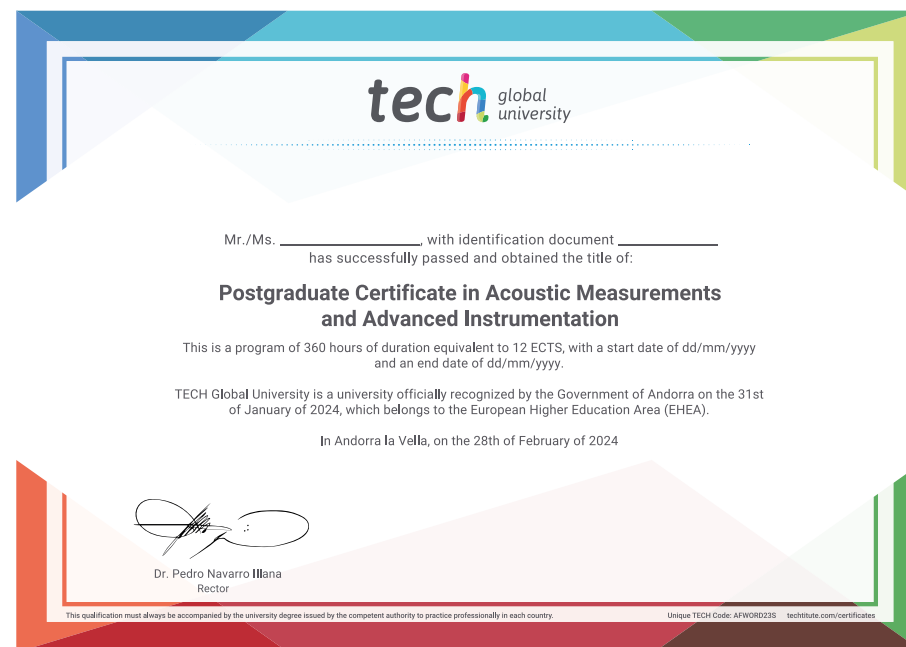 tech global
university
Mr./Ms. ____________, with identification document ____________
has successfully passed and obtained the title of:
Postgraduate Certificate in Acoustic Measurements
and Advanced Instrumentation
This is a program of 360 hours of duration equivalent to 12 ECTS, with a start date of dd/mm/yyyy
and an end date of dd/mm/yyyy.
TECH Global University is a university officially recognized by the Government of Andorra on the 31st
of January of 2024, which belongs to the European Higher Education Area (EHEA).
In Andorra la Vella, on the 28th of February of 2024
Dr. Pedro Navarro Illana
Rector
This qualification must always be accompanied by the university degree issued by the competent authority to practice professionally in each country.
Unique TECH Code: AFWORD23S techtitute.com/certificates